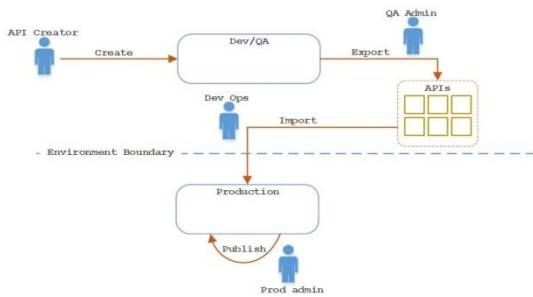 QA Admin
API Creator
Dev/QA
Create
Export
APIs
Dev Ops
Import
Environment Boundary
Production
Publish
Prod admin